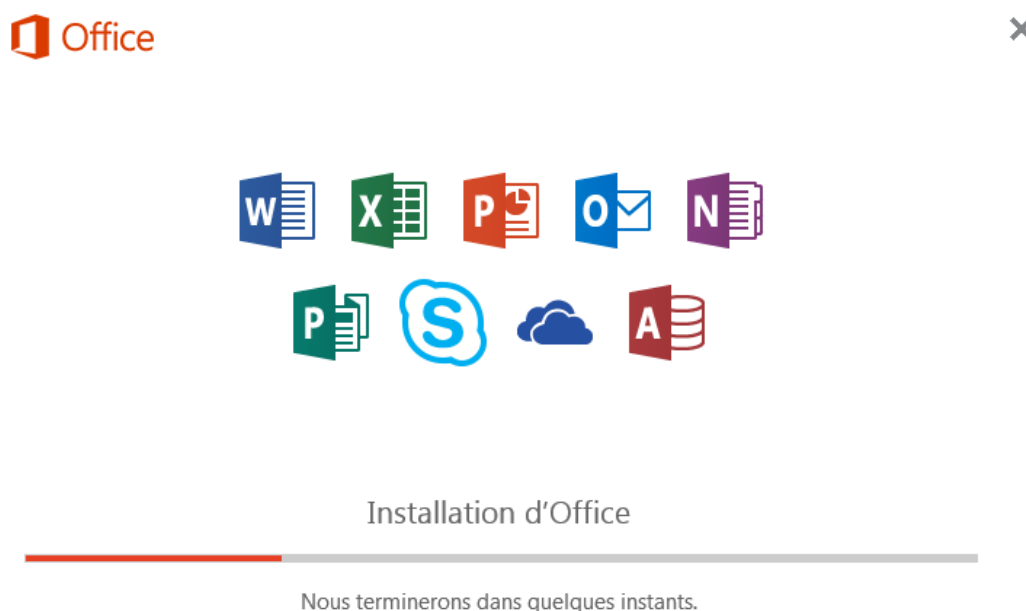 Office
W X P O N
P S A
Installation d'Office
Nous terminerons dans quelques instants.